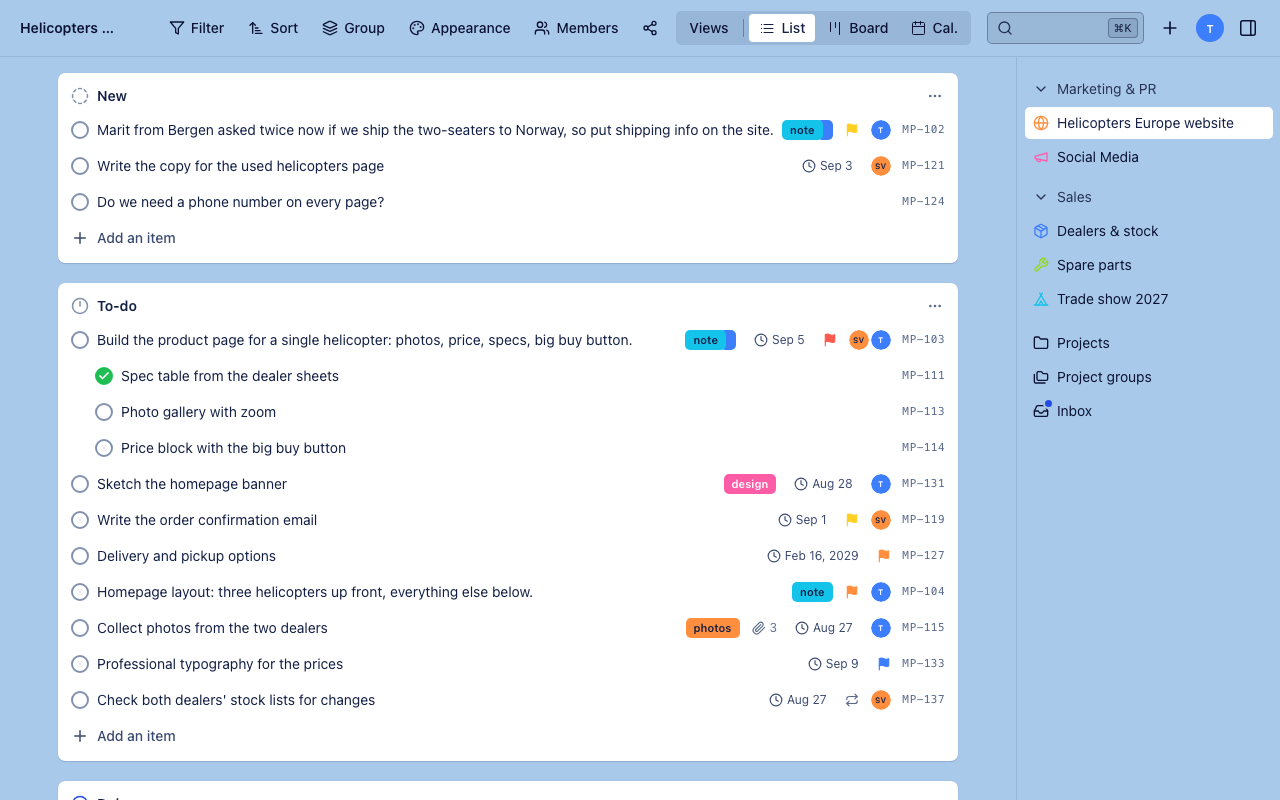 Helicopters ...
Filter
Sort
Group
Appearance
Members
Views
List
Board
Cal.
⌘K
T
New
Marit from Bergen asked twice now if we ship the two-seaters to Norway, so put shipping info on the site. note T MP-102
Write the copy for the used helicopters page Sep 3 SV MP-121
Do we need a phone number on every page? MP-124
Add an item
To-do
Build the product page for a single helicopter: photos, price, specs, big buy button. note Sep 5 SV T MP-103
Spec table from the dealer sheets MP-111
Photo gallery with zoom MP-113
Price block with the big buy button MP-114
Sketch the homepage banner design Aug 28 T MP-131
Write the order confirmation email Sep 1 SV MP-119
Delivery and pickup options Feb 16, 2029 MP-127
Homepage layout: three helicopters up front, everything else below. note T MP-104
Collect photos from the two dealers photos 3 Aug 27 T MP-115
Professional typography for the prices Sep 9 MP-133
Check both dealers' stock lists for changes Aug 27 SV MP-137
Add an item
Marketing & PR
Helicopters Europe website
Social Media
Sales
Dealers & stock
Spare parts
Trade show 2027
Projects
Project groups
Inbox